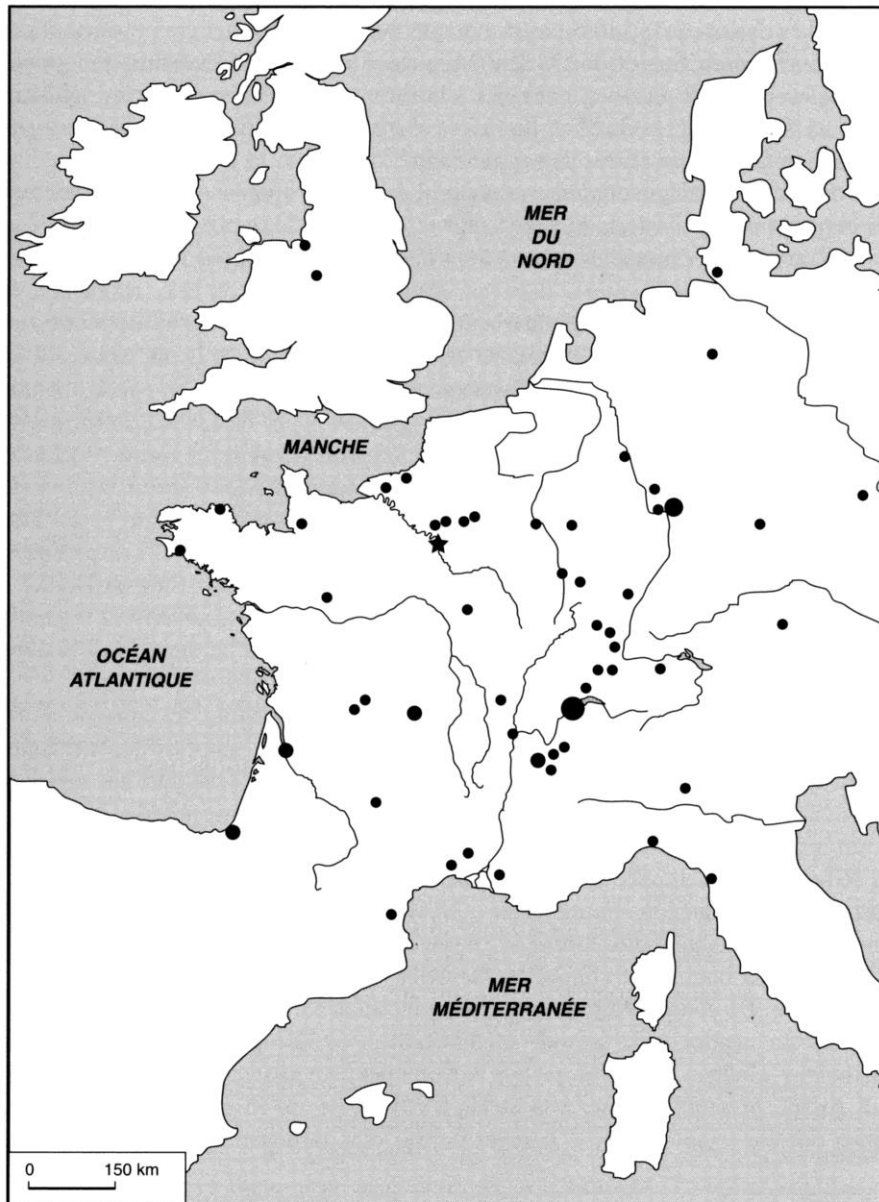 MER
DU
NORD
MANCHE
OCÉAN
ATLANTIQUE
MER
MÉDITERRANÉE
0 150 km